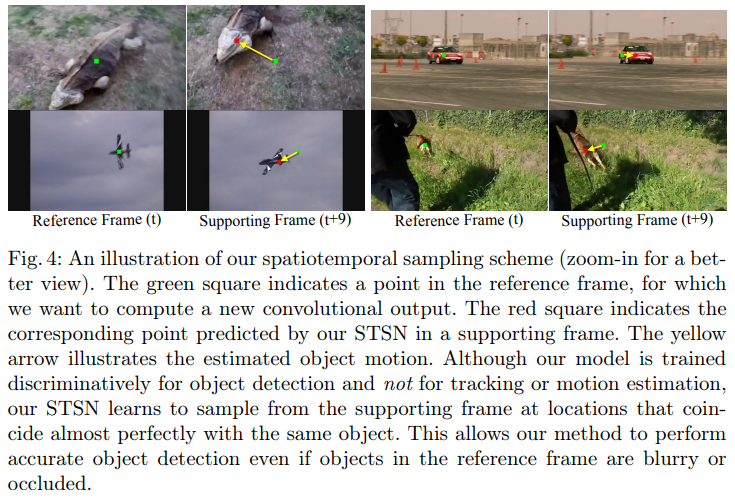 Reference Frame (t)
Supporting Frame (t+9)
Reference Frame (t)
Supporting Frame (t+9)
Fig. 4: An illustration of our spatiotemporal sampling scheme (zoom-in for a bet-
ter view). The green square indicates a point in the reference frame, for which
we want to compute a new convolutional output. The red square indicates the
corresponding point predicted by our STSN in a supporting frame. The yellow
arrow illustrates the estimated object motion. Although our model is trained
discriminatively for object detection and not for tracking or motion estimation,
our STSN learns to sample from the supporting frame at locations that coin-
cide almost perfectly with the same object. This allows our method to perform
accurate object detection even if objects in the reference frame are blurry or
occluded.